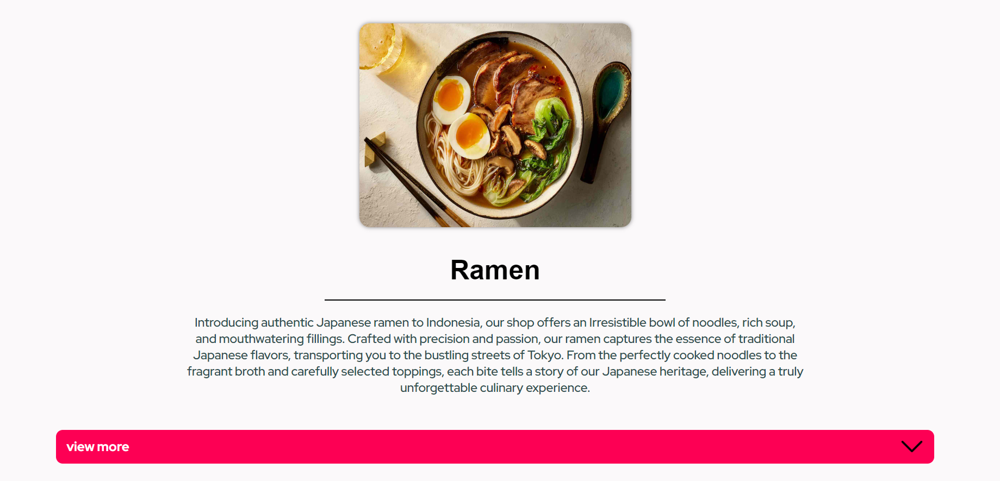 Ramen
Introducing authentic Japanese ramen to Indonesia, our shop offers an Irresistible bowl of noodles, rich soup,
and mouthwatering fillings. Crafted with precision and passion, our ramen captures the essence of traditional
Japanese flavors, transporting you to the bustling streets of Tokyo. From the perfectly cooked noodles to the
fragrant broth and carefully selected toppings, each bite tells a story of our Japanese heritage, delivering a truly
unforgettable culinary experience.
view more